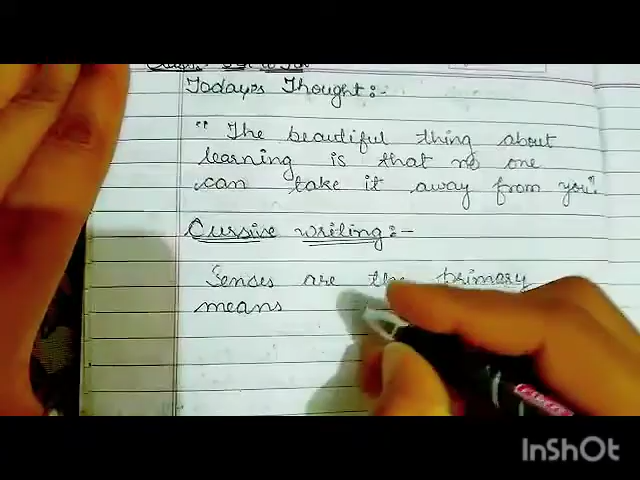 Today's Thought:-
" The beautiful thing about
learning is that no one
can take it away from you".
Cursive writing:-
Senses are the primary
means
InShOt